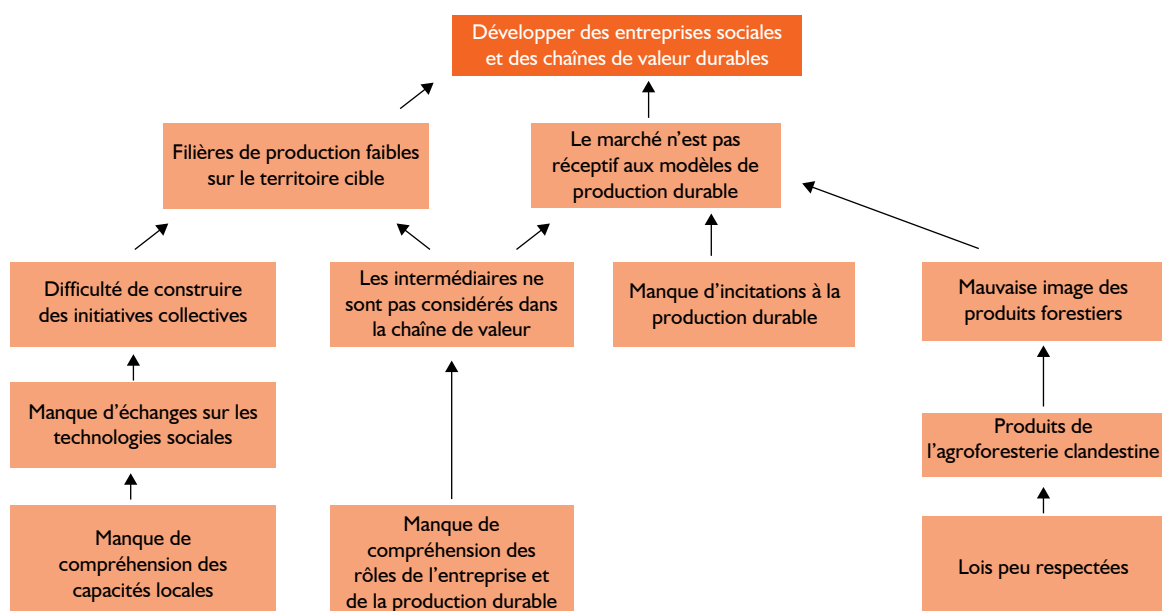 Développer des entreprises sociales
et des chaînes de valeur durables
Filières de production faibles
sur le territoire cible
Le marché n’est pas
réceptif aux modèles de
production durable
Difficulté de construire
des initiatives collectives
Les intermédiaires ne
sont pas considérés dans
la chaîne de valeur
Manque d’incitations à la
production durable
Mauvaise image des
produits forestiers
Manque d’échanges sur les
technologies sociales
Produits de
l’agroforesterie clandestine
Manque de
compréhension des
capacités locales
Manque de
compréhension des
rôles de l’entreprise et
de la production durable
Lois peu respectées